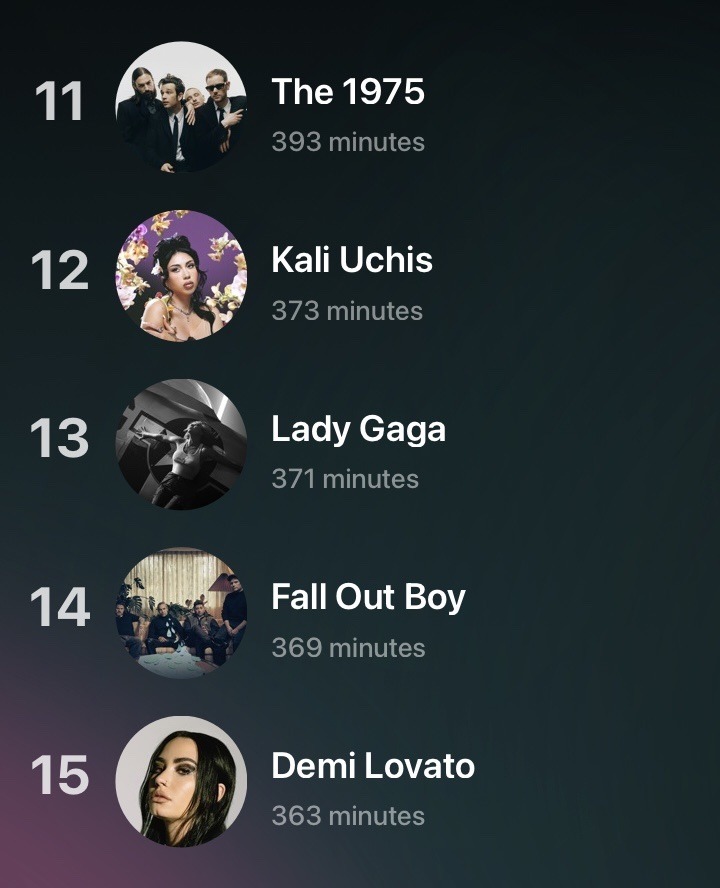 11
The 1975
393 minutes
12
Kali Uchis
373 minutes
13
Lady Gaga
371 minutes
14
Fall Out Boy
369 minutes
15
Demi Lovato
363 minutes